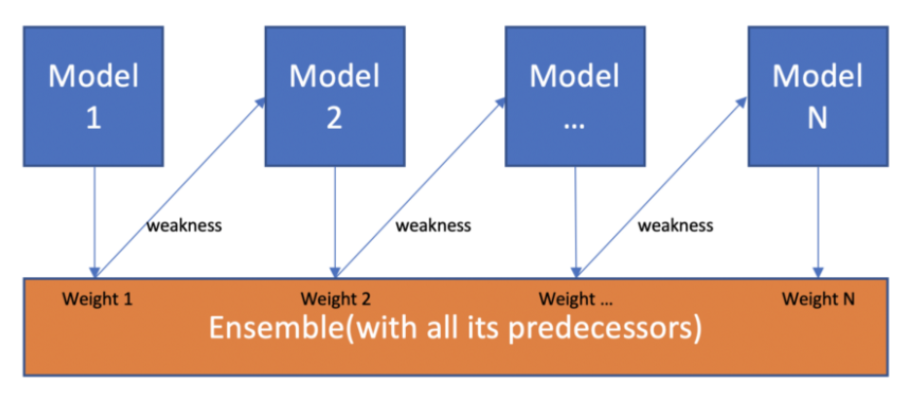 Model
1
Model
2
Model
...
Model
N
weakness
weakness
weakness
Weight 1
Weight 2
Weight ...
Weight N
Ensemble(with all its predecessors)